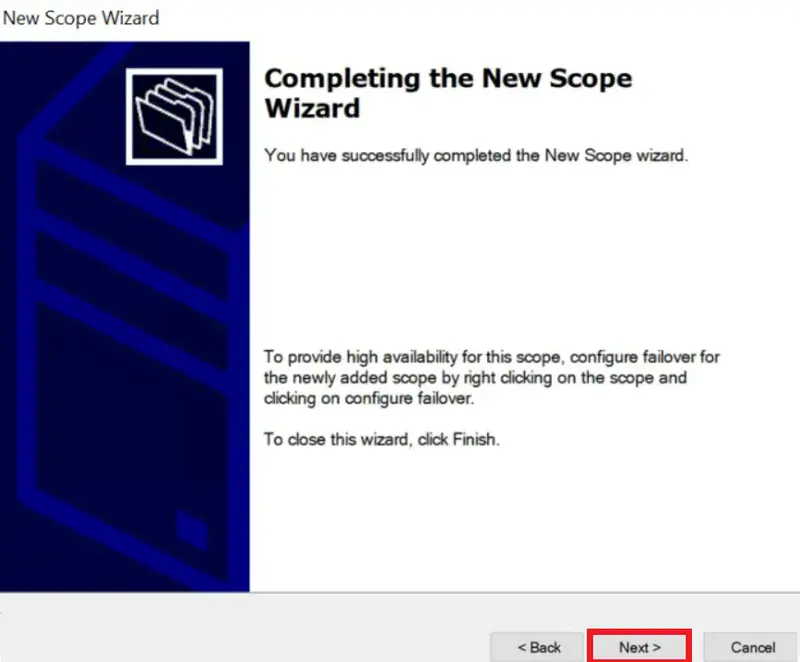 New Scope Wizard
Completing the New Scope
Wizard
You have successfully completed the New Scope wizard.
To provide high availability for this scope, configure failover for
the newly added scope by right clicking on the scope and
clicking on configure failover.
To close this wizard, click Finish.
< Back
Next >
Cancel